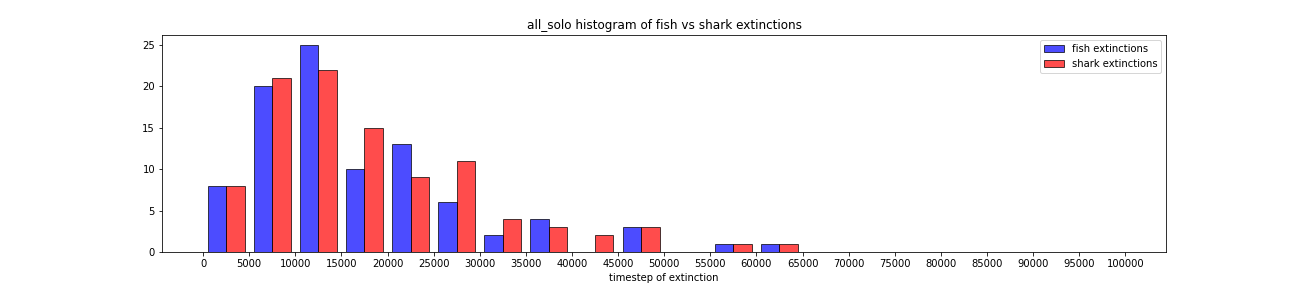 all_solo histogram of fish vs shark extinctions
fish extinctions
shark extinctions
25
20
15
10
5
0
0 5000 10000 15000 20000 25000 30000 35000 40000 45000 50000 55000 60000 65000 70000 75000 80000 85000 90000 95000 100000
timestep of extinction